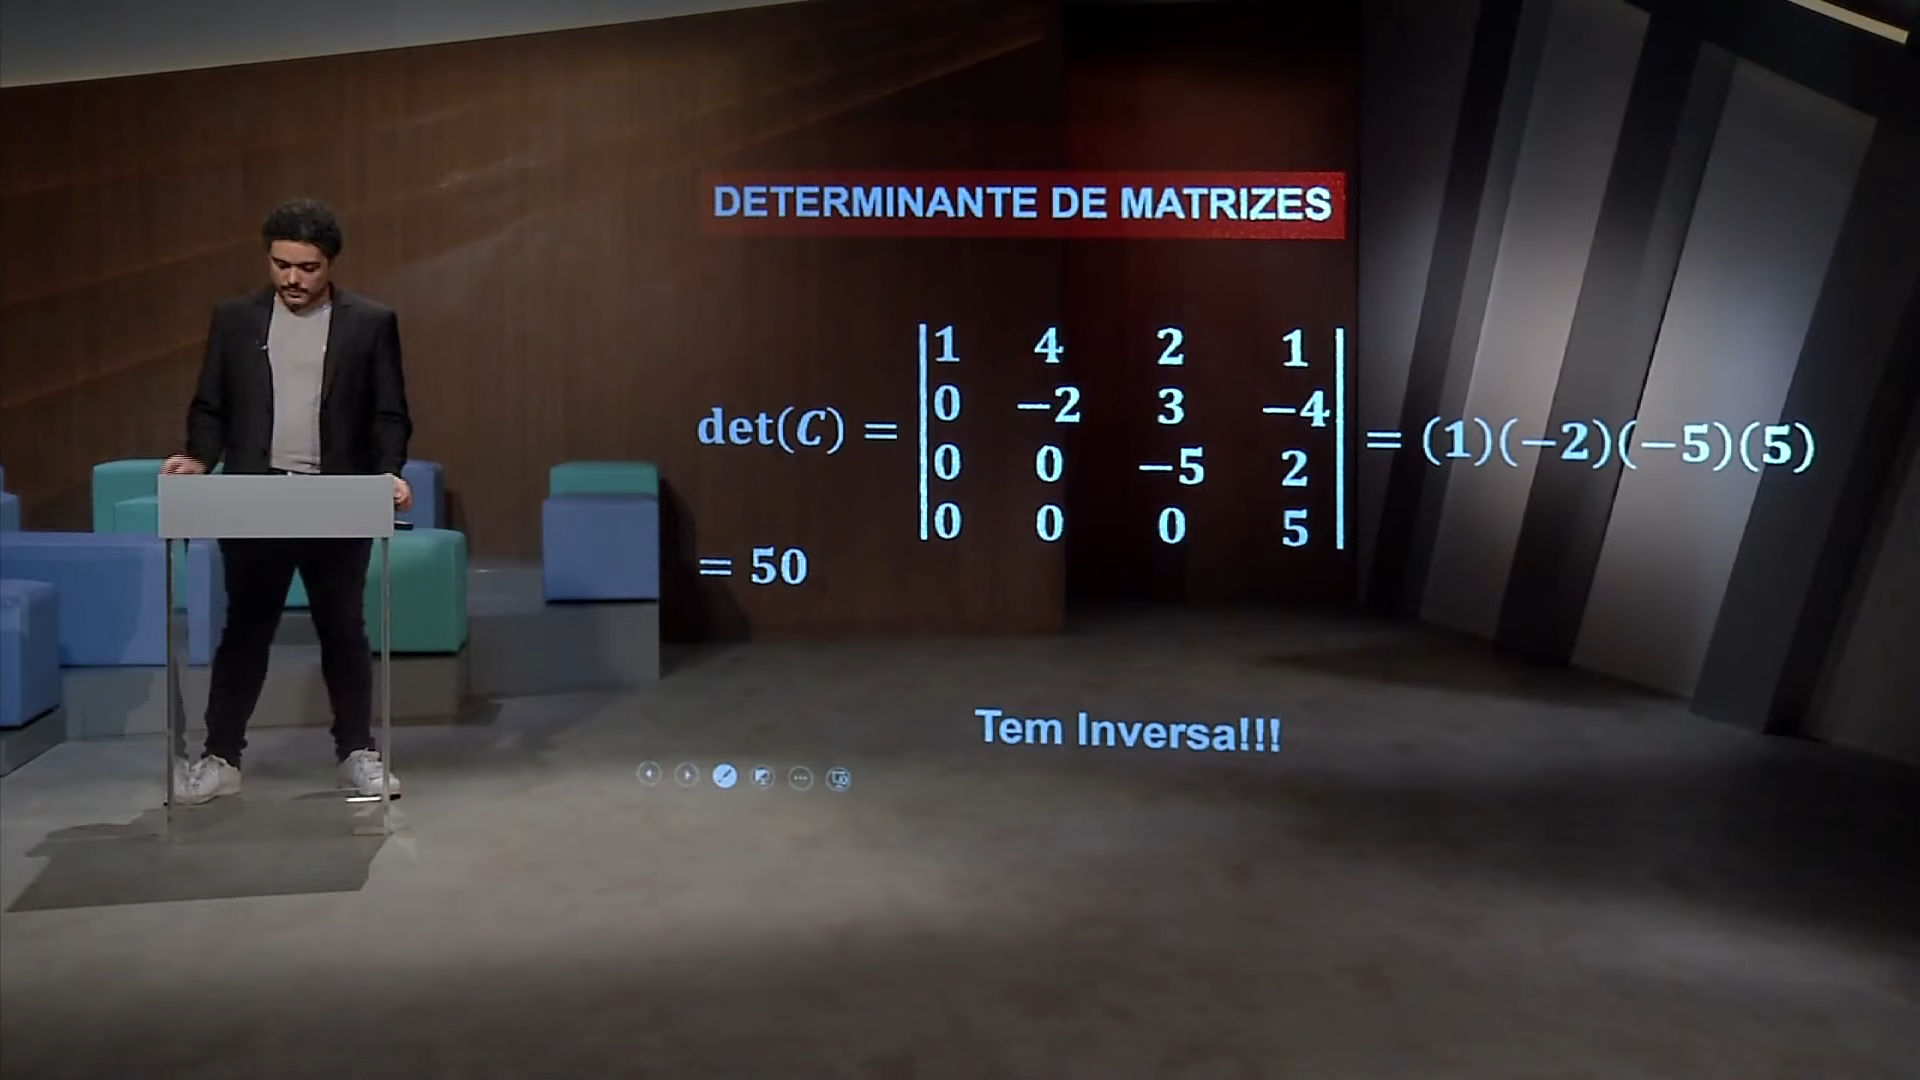 DETERMINANTE DE MATRIZES
1 4 2 1
0 −2 3 −4
det(C) = = (1)(−2)(−5)(5)
0 0 −5 2
0 0 0 5
= 50
Tem Inversa!!!